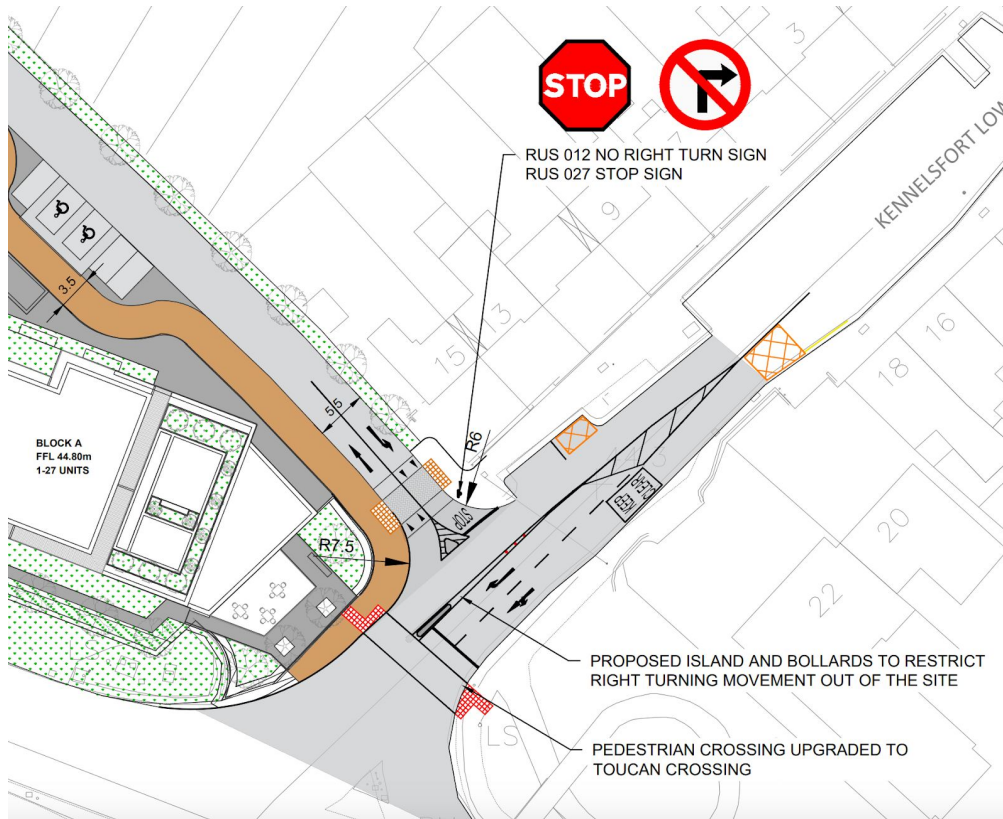 STOP
RUS 012 NO RIGHT TURN SIGN
RUS 027 STOP SIGN
KENNELSFORT LOW
3
9
13
15
16
18
20
22
3.5
5.5
R6
STOP
R7.5
BLOCK A
FFL 44.80m
1-27 UNITS
PROPOSED ISLAND AND BOLLARDS TO RESTRICT
RIGHT TURNING MOVEMENT OUT OF THE SITE
LS
PEDESTRIAN CROSSING UPGRADED TO
TOUCAN CROSSING